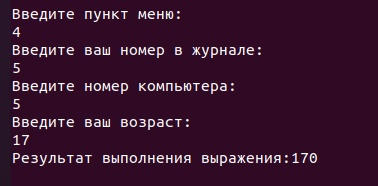 Введите пункт меню:
4
Введите ваш номер в журнале:
5
Введите номер компьютера:
5
Введите ваш возраст:
17
Результат выполнения выражения:170